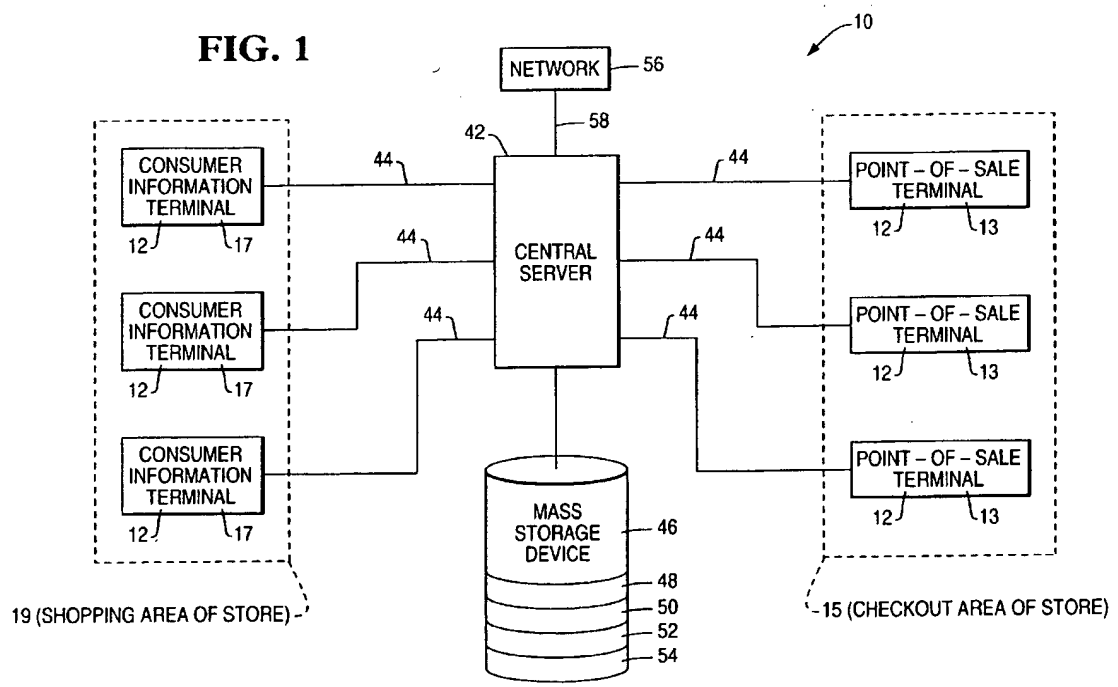 FIG. 1
10
NETWORK
56
58
42
44
44
CONSUMER
INFORMATION
TERMINAL
12
17
POINT-OF-SALE
TERMINAL
12
13
44
44
CENTRAL
SERVER
CONSUMER
INFORMATION
TERMINAL
12
17
POINT-OF-SALE
TERMINAL
12
13
44
44
CONSUMER
INFORMATION
TERMINAL
12
17
POINT-OF-SALE
TERMINAL
12
13
MASS
STORAGE
DEVICE
46
48
50
52
54
19 (SHOPPING AREA OF STORE)
15 (CHECKOUT AREA OF STORE)